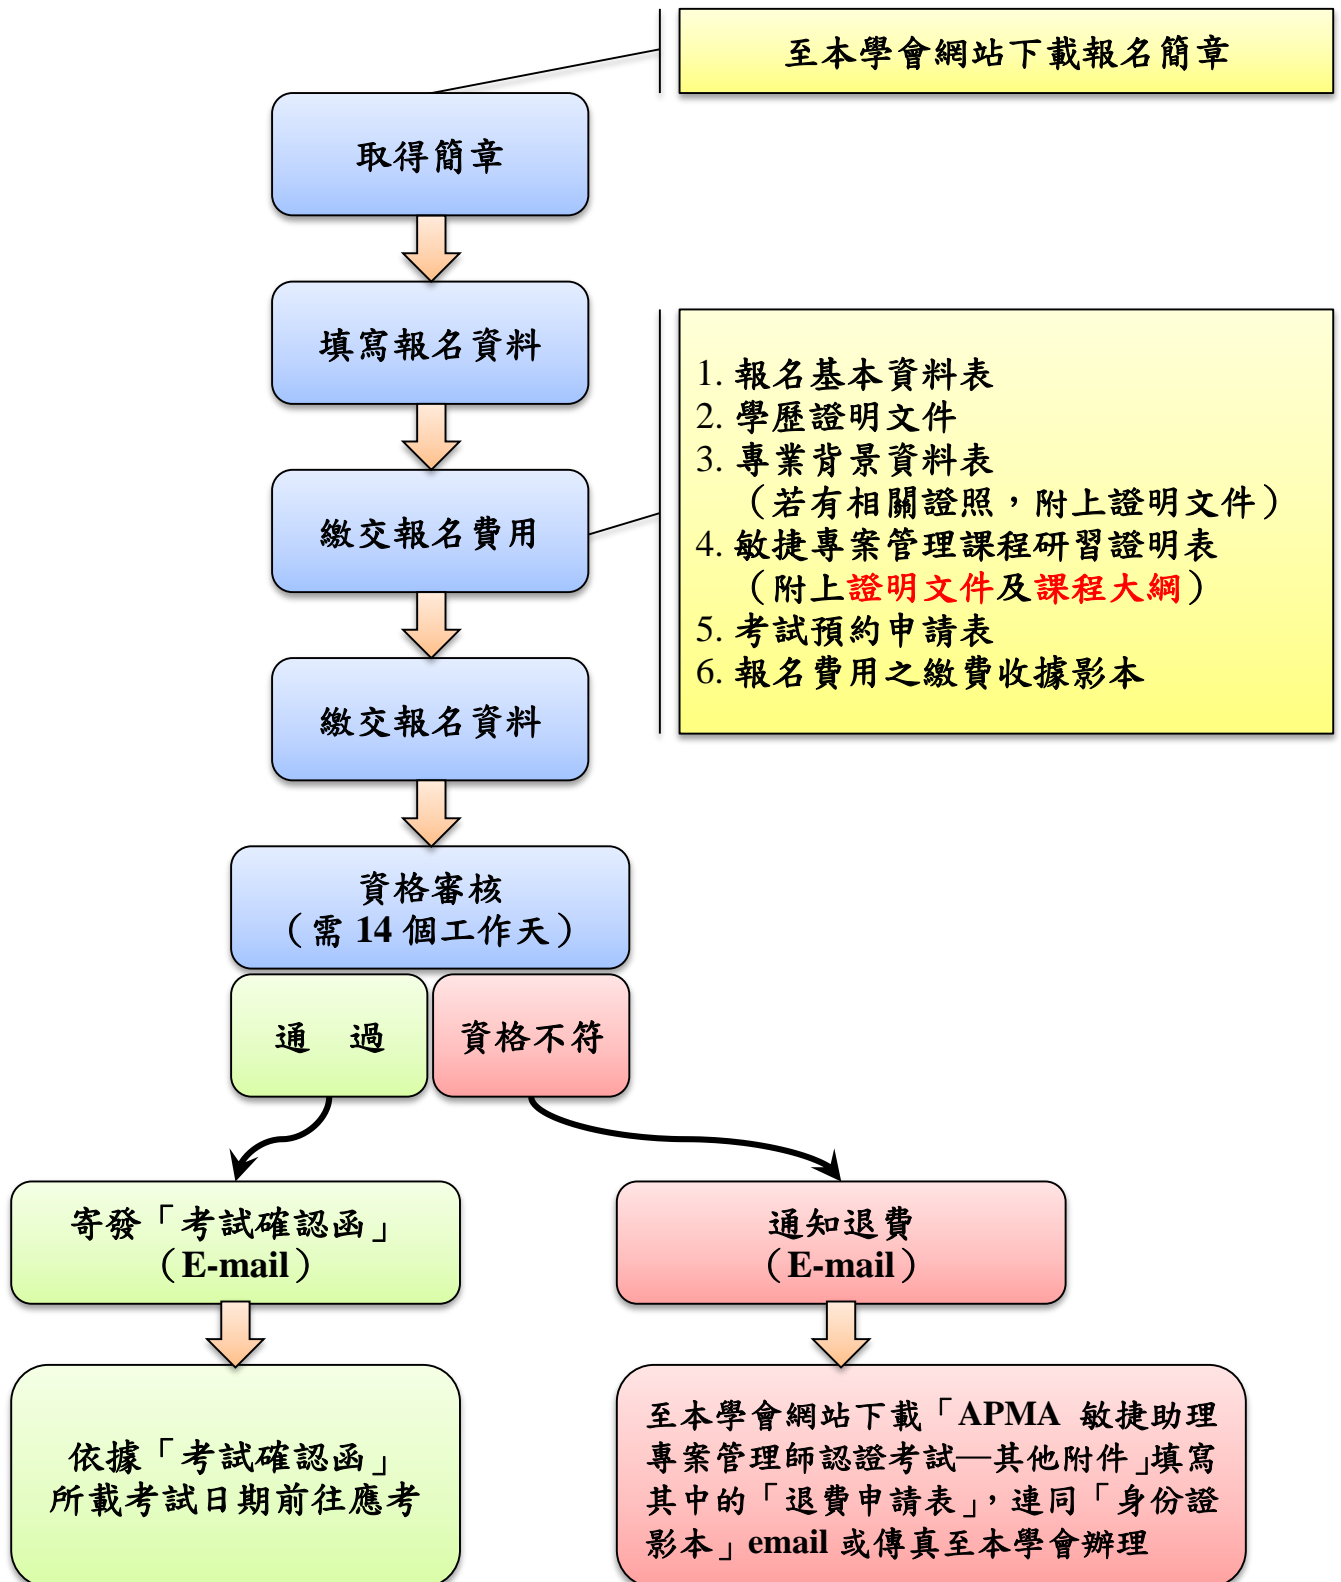 至本學會網站下載報名簡章
取得簡章
填寫報名資料
1. 報名基本資料表
2. 學歷證明文件
3. 專業背景資料表
（若有相關證照，附上證明文件）
4. 敏捷專案管理課程研習證明表
（附上證明文件及課程大綱）
5. 考試預約申請表
6. 報名費用之繳費收據影本
繳交報名費用
繳交報名資料
資格審核
（需 14 個工作天）
通　過
資格不符
寄發「考試確認函」
（E-mail）
通知退費
（E-mail）
依據「考試確認函」
所載考試日期前往應考
至本學會網站下載「APMA 敏捷助理
專案管理師認證考試—其他附件」填寫
其中的「退費申請表」，連同「身份證
影本」email 或傳真至本學會辦理